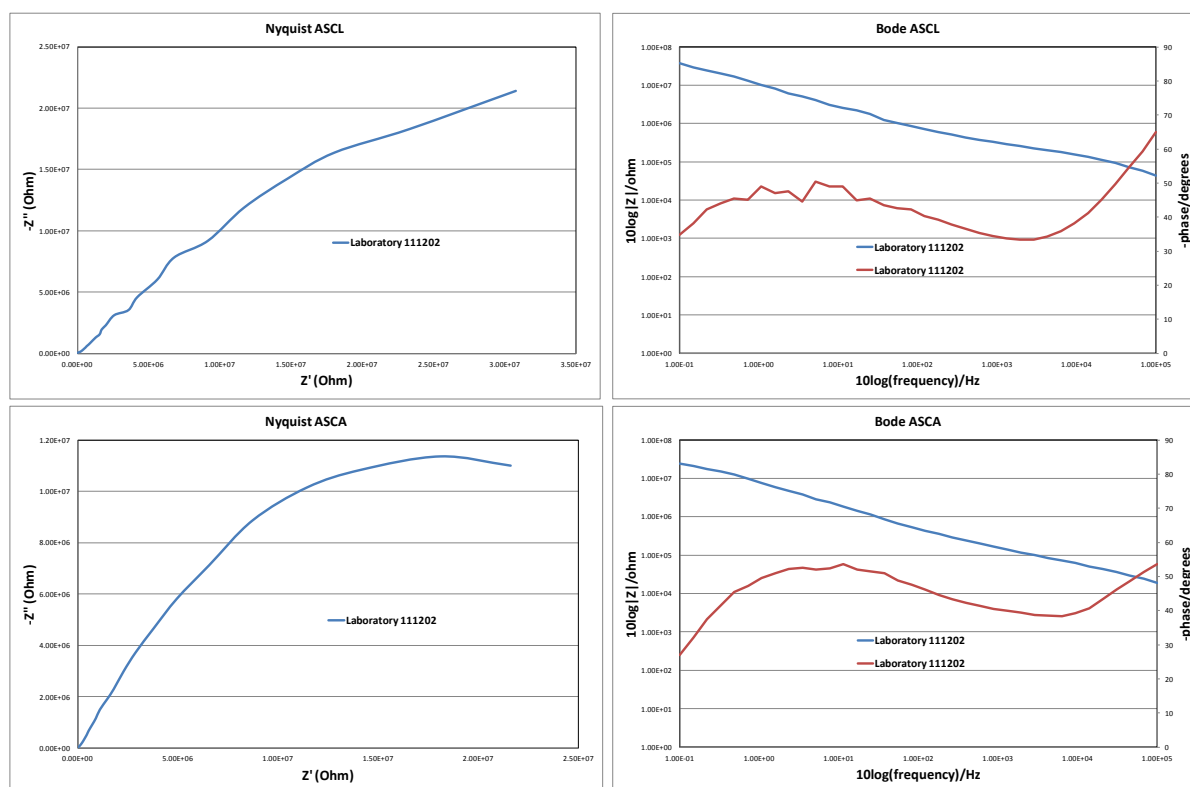 Nyquist ASCL
2.50E+07
2.00E+07
1.50E+07
1.00E+07
5.00E+06
0.00E+00
-Z'' (Ohm)
Laboratory 111202
0.00E+00 5.00E+06 1.00E+07 1.50E+07 2.00E+07 2.50E+07 3.00E+07 3.50E+07
Z' (Ohm)
Bode ASCL
1.00E+08
1.00E+07
1.00E+06
1.00E+05
1.00E+04
1.00E+03
1.00E+02
1.00E+01
1.00E+00
10log|Z|/ohm
90
80
70
60
50
40
30
20
10
0
-phase/degrees
Laboratory 111202
Laboratory 111202
1.00E-01 1.00E+00 1.00E+01 1.00E+02 1.00E+03 1.00E+04 1.00E+05
10log(frequency)/Hz
Nyquist ASCA
1.20E+07
1.00E+07
8.00E+06
6.00E+06
4.00E+06
2.00E+06
0.00E+00
-Z'' (Ohm)
Laboratory 111202
0.00E+00 5.00E+06 1.00E+07 1.50E+07 2.00E+07 2.50E+07
Z' (Ohm)
Bode ASCA
1.00E+08
1.00E+07
1.00E+06
1.00E+05
1.00E+04
1.00E+03
1.00E+02
1.00E+01
1.00E+00
10log|Z|/ohm
90
80
70
60
50
40
30
20
10
0
-phase/degrees
Laboratory 111202
Laboratory 111202
1.00E-01 1.00E+00 1.00E+01 1.00E+02 1.00E+03 1.00E+04 1.00E+05
10log(frequency)/Hz